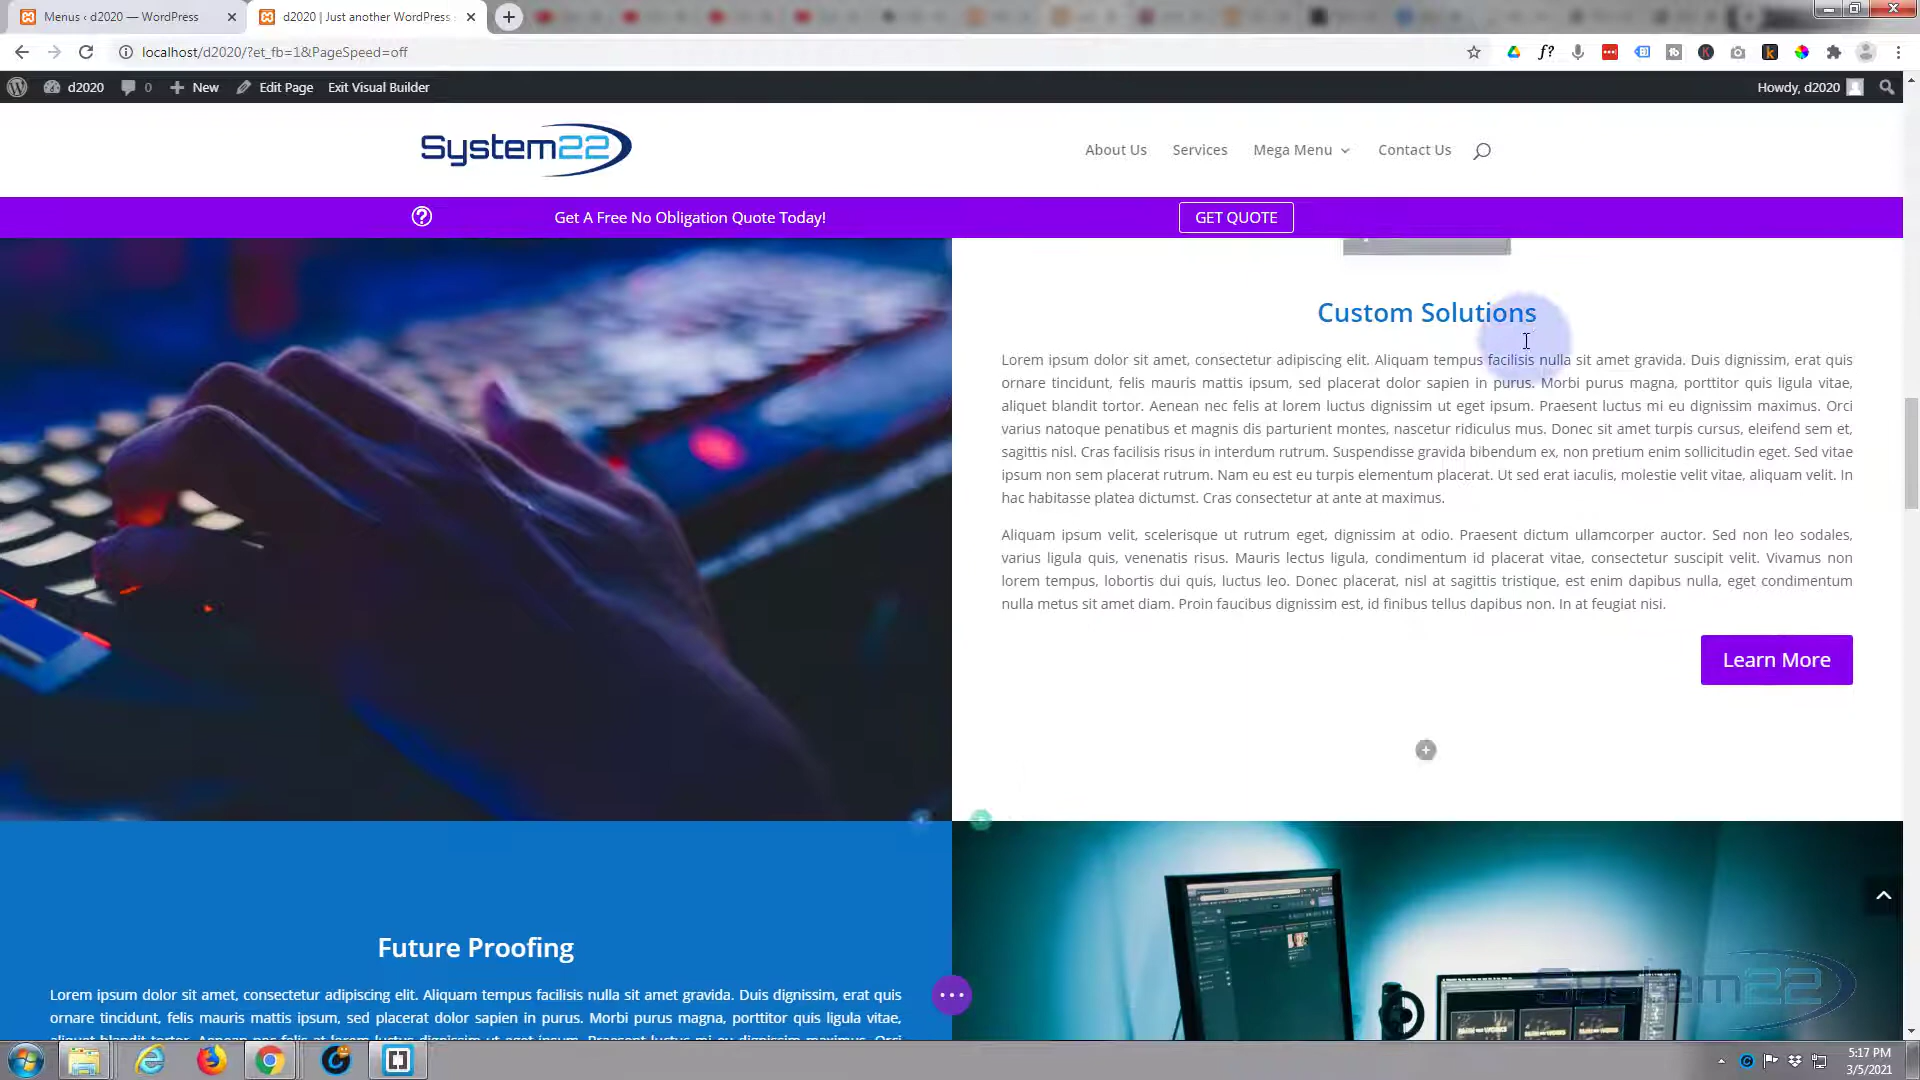 Menus ‹ d2020 — WordPress
d2020 | Just another WordPress
localhost/d2020/?et_fb=1&PageSpeed=off
d2020
0
New
Edit Page
Exit Visual Builder
Howdy, d2020
System22
About Us
Services
Mega Menu
Contact Us
Get A Free No Obligation Quote Today!
GET QUOTE
Custom Solutions
Lorem ipsum dolor sit amet, consectetur adipiscing elit. Aliquam tempus facilisis nulla sit amet gravida. Duis dignissim, erat quis
ornare tincidunt, felis mauris mattis ipsum, sed placerat dolor sapien in purus. Morbi purus magna, porttitor quis ligula vitae,
aliquet blandit tortor. Aenean nec felis at lorem luctus dignissim ut eget ipsum. Praesent luctus mi eu dignissim maximus. Orci
varius natoque penatibus et magnis dis parturient montes, nascetur ridiculus mus. Donec sit amet turpis cursus, eleifend sem et,
sagittis nisl. Cras facilisis risus in interdum rutrum. Suspendisse gravida bibendum ex, non pretium enim sollicitudin eget. Sed vitae
ipsum non sem placerat rutrum. Nam eu est eu turpis elementum placerat. Ut sed erat iaculis, molestie velit vitae, aliquam velit. In
hac habitasse platea dictumst. Cras consectetur at ante at maximus.
Aliquam ipsum velit, scelerisque ut rutrum eget, dignissim at odio. Praesent dictum ullamcorper auctor. Sed non leo sodales,
varius ligula quis, venenatis risus. Mauris lectus ligula, condimentum id placerat vitae, consectetur suscipit velit. Vivamus non
lorem tempus, lobortis dui quis, luctus leo. Donec placerat, nisl at sagittis tristique, est enim dapibus nulla, eget condimentum
nulla metus sit amet diam. Proin faucibus dignissim est, id finibus tellus dapibus non. In at feugiat nisi.
Learn More
Future Proofing
Lorem ipsum dolor sit amet, consectetur adipiscing elit. Aliquam tempus facilisis nulla sit amet gravida. Duis dignissim, erat quis
ornare tincidunt, felis mauris mattis ipsum, sed placerat dolor sapien in purus. Morbi purus magna, porttitor quis ligula vitae,
System22
5:17 PM
3/5/2021